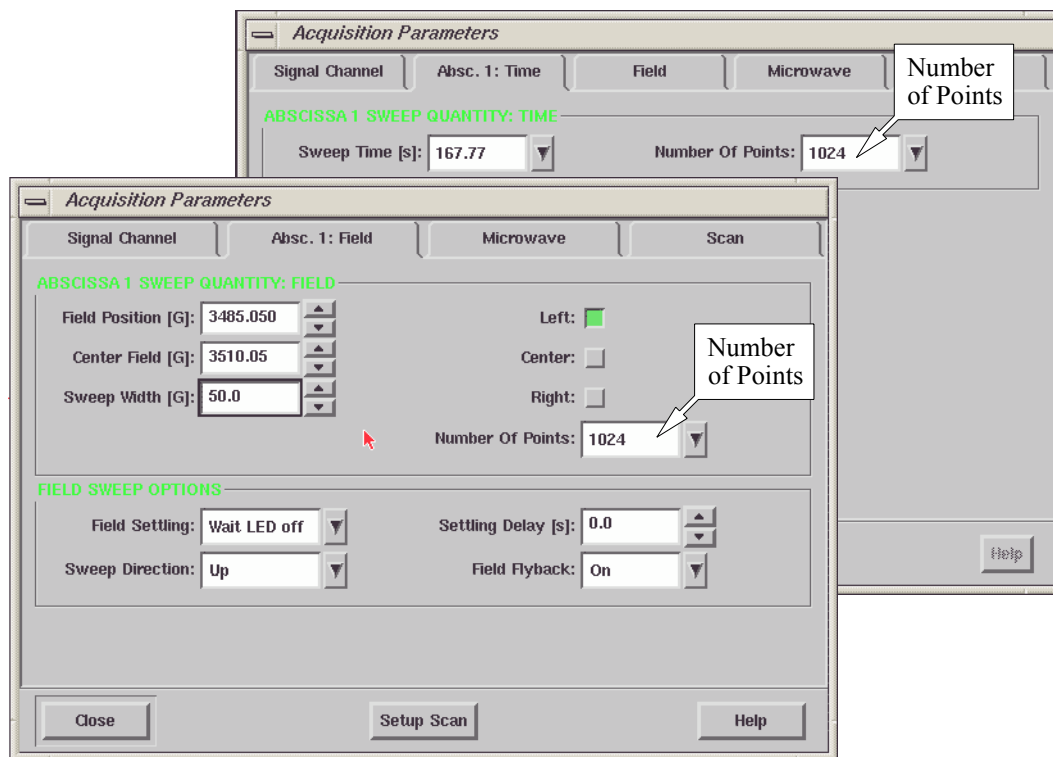 Acquisition Parameters
Signal Channel Absc. 1: Time Field Microwave
Number
of Points
ABSCISSA 1 SWEEP QUANTITY: TIME
Sweep Time [s]: 167.77 Number Of Points: 1024
Acquisition Parameters
Signal Channel Absc. 1: Field Microwave Scan
ABSCISSA 1 SWEEP QUANTITY: FIELD
Field Position [G]: 3485.050 Left:
Center Field [G]: 3510.05 Center:
Number
of Points
Sweep Width [G]: 50.0 Right:
Number Of Points: 1024
FIELD SWEEP OPTIONS
Field Settling: Wait LED off Settling Delay [s]: 0.0
Sweep Direction: Up Field Flyback: On
Help
Close Setup Scan Help